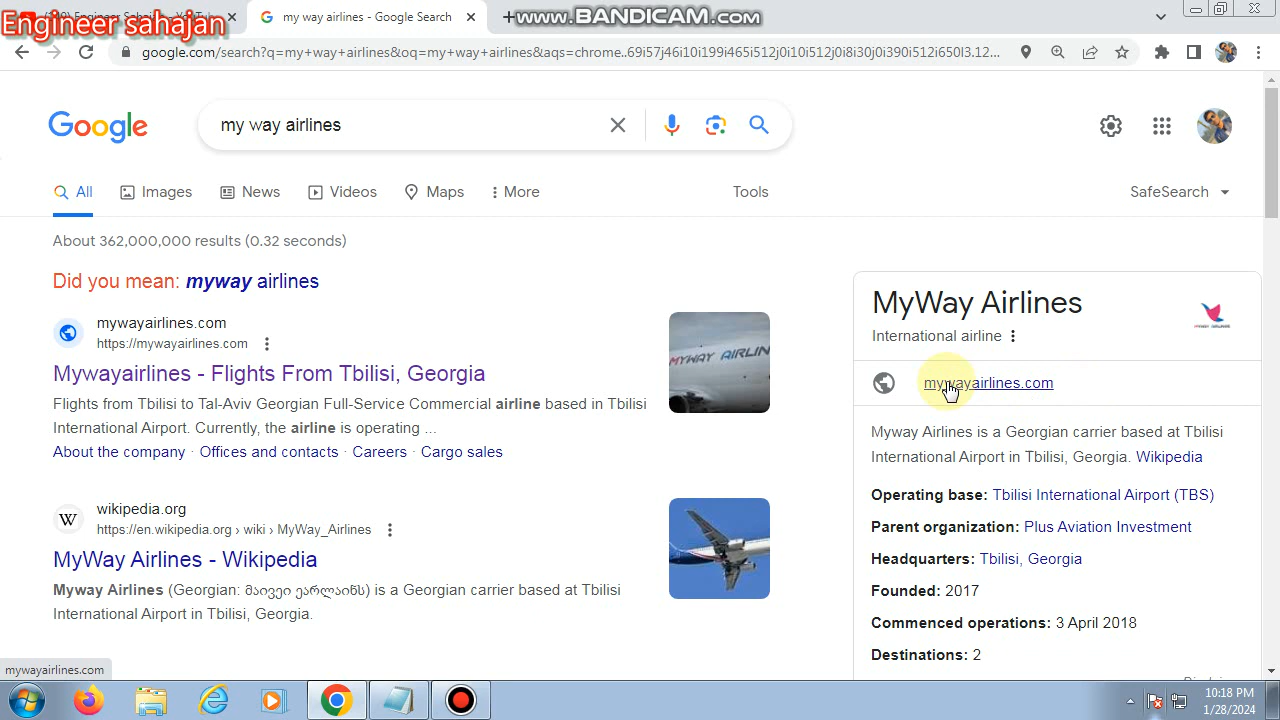 Engineer sahajan
my way airlines - Google Search
www.BANDICAM.com
google.com/search?q=my+way+airlines&oq=my+way+airlines&aqs=chrome..69i57j46i10i199i465i512j0i10i512j0i8i30j0i390i512i650l3.12...
Google
my way airlines
All
Images
News
Videos
Maps
More
Tools
SafeSearch
About 362,000,000 results (0.32 seconds)
Did you mean: myway airlines
mywayairlines.com
https://mywayairlines.com
Mywayairlines - Flights From Tbilisi, Georgia
Flights from Tbilisi to Tal-Aviv Georgian Full-Service Commercial airline based in Tbilisi
International Airport. Currently, the airline is operating ...
About the company · Offices and contacts · Careers · Cargo sales
MYWAY AIRLIN
W
wikipedia.org
https://en.wikipedia.org › wiki › MyWay_Airlines
MyWay Airlines - Wikipedia
Myway Airlines (Georgian: მაივეი ეარლაინს) is a Georgian carrier based at Tbilisi
International Airport in Tbilisi, Georgia.
MyWay Airlines
International airline
MYWAY AIRLINES
mywayairlines.com
Myway Airlines is a Georgian carrier based at Tbilisi
International Airport in Tbilisi, Georgia. Wikipedia
Operating base: Tbilisi International Airport (TBS)
Parent organization: Plus Aviation Investment
Headquarters: Tbilisi, Georgia
Founded: 2017
Commenced operations: 3 April 2018
Destinations: 2
mywayairlines.com
10:18 PM
1/28/2024